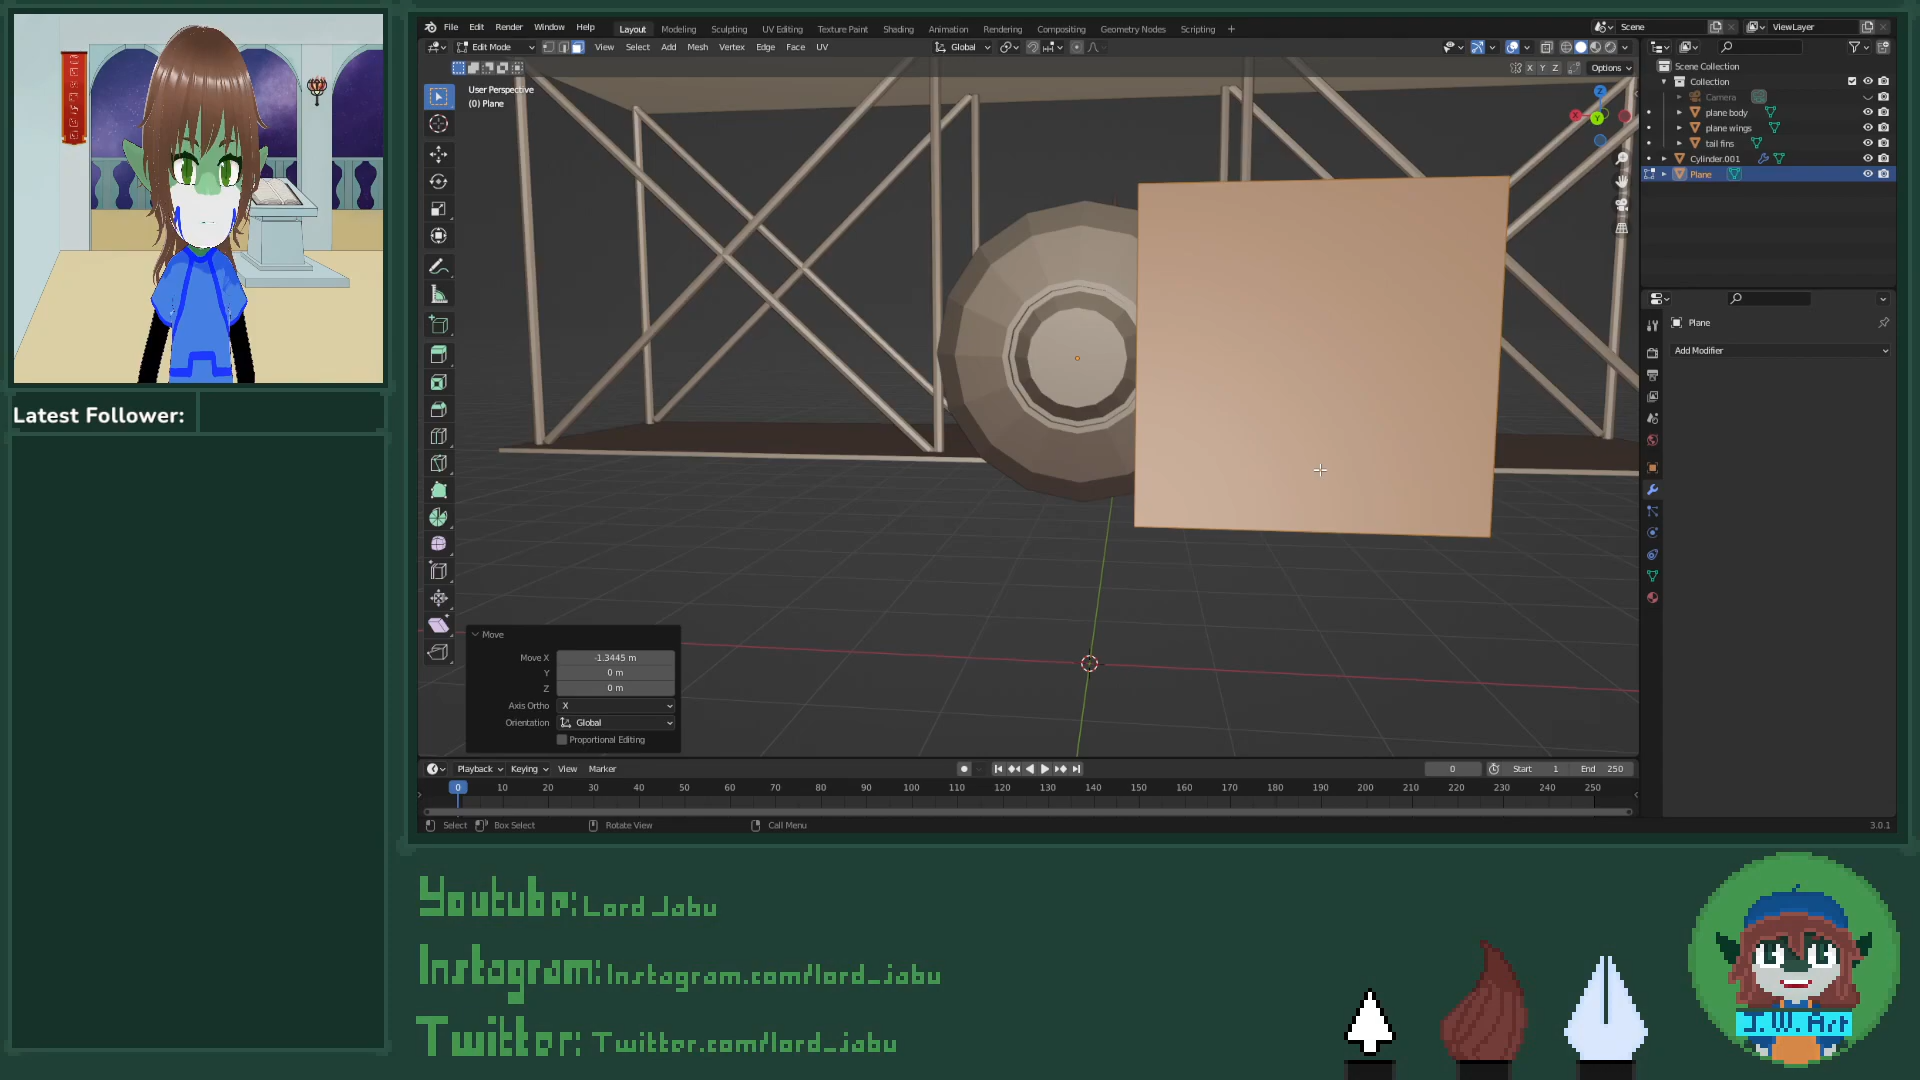 File Edit Render Window Help Layout Modeling Sculpting UV Editing Texture Paint Shading Animation Rendering Compositing Geometry Nodes Scripting + Scene ViewLayer
Edit Mode View Select Add Mesh Vertex Edge Face UV Global
X Y Z Options
User Perspective
(0) Plane
Z
X
Y
Scene Collection
Collection
Camera
plane body
plane wings
tail fins
Cylinder.001
Plane
Plane
Add Modifier
Latest Follower:
Move
Move X -1.3445 m
Y 0 m
Z 0 m
Axis Ortho X
Orientation Global
Proportional Editing
Playback Keying View Marker 0 Start 1 End 250
0 10 20 30 40 50 60 70 80 90 100 110 120 130 140 150 160 170 180 190 200 210 220 230 240 250
Select Box Select Rotate View Call Menu 3.0.1
Youtube: Lord Jabu
Instagram: Instagram.com/lord_jabu
Twitter: Twitter.com/lord_jabu
J.W. Art